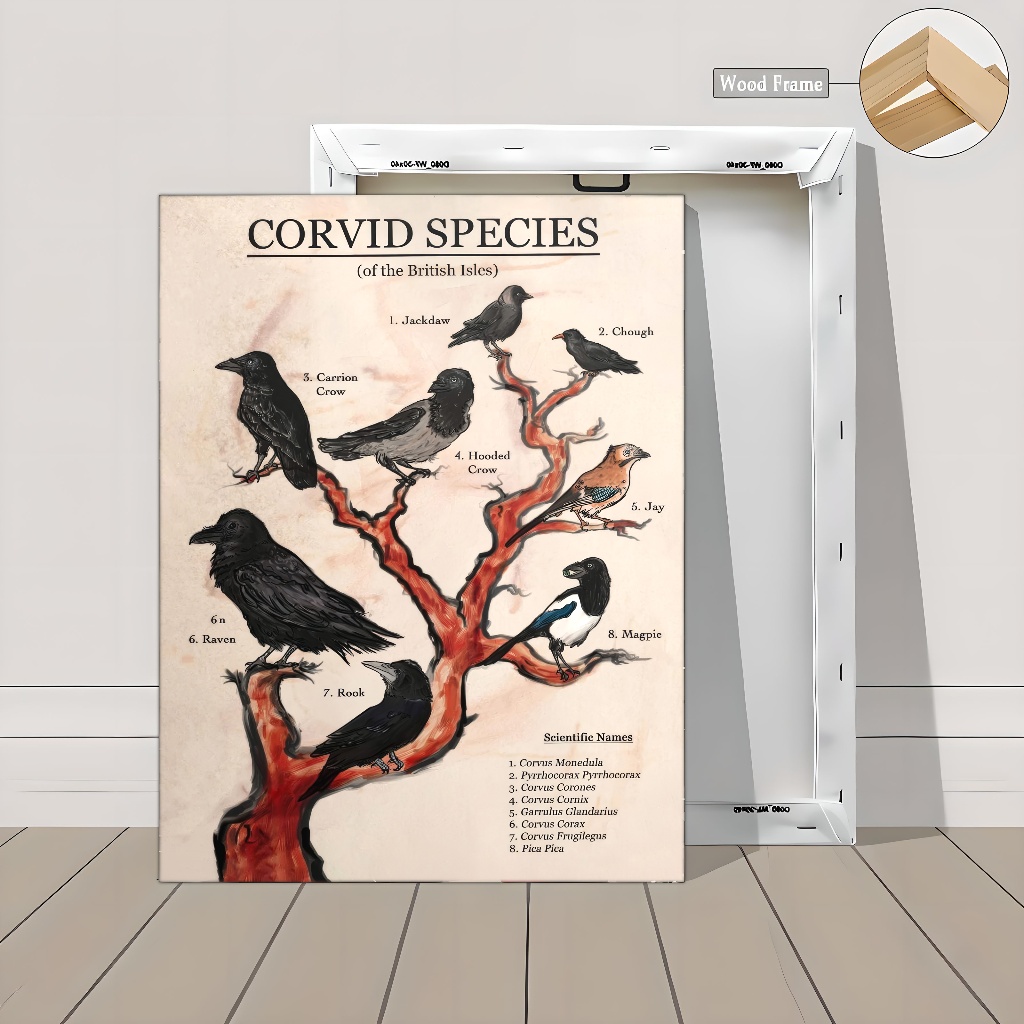 Wood Frame
CORVID SPECIES
(of the British Isles)
1. Jackdaw
2. Chough
3. Carrion
Crow
4. Hooded
Crow
5. Jay
6n
6. Raven
7. Rook
8. Magpie
Scientific Names
1. Corvus Monedula
2. Pyrrhocorax Pyrrhocorax
3. Corvus Corones
4. Corvus Cornix
5. Garrulus Glandarius
6. Corvus Corax
7. Corvus Frugilegus
8. Pica Pica